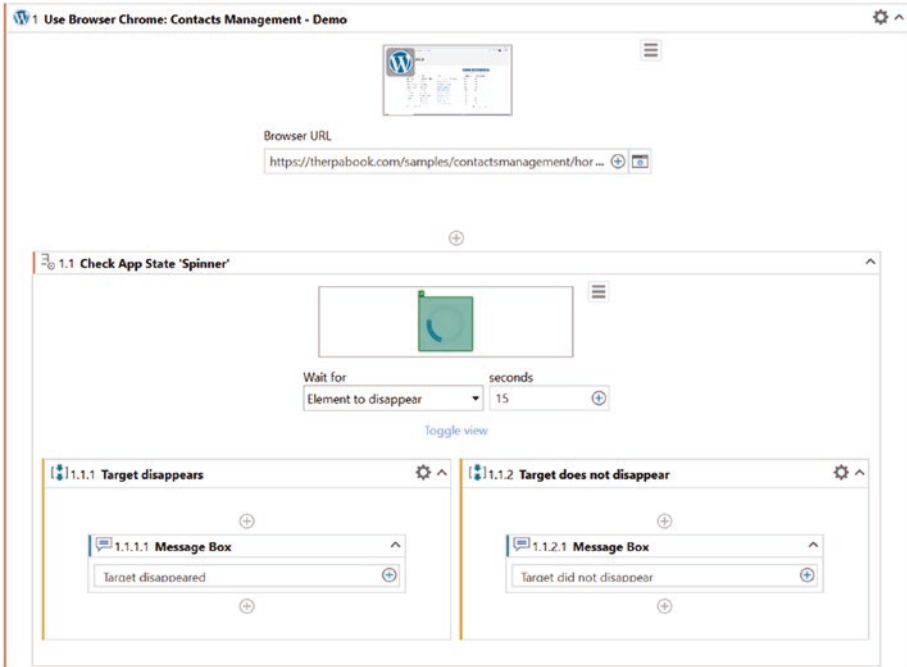 1 Use Browser Chrome: Contacts Management - Demo
Browser URL
https://therpabook.com/samples/contactsmanagement/hor ...
1.1 Check App State 'Spinner'
Wait for seconds
Element to disappear 15
Toggle view
1.1.1 Target disappears 1.1.2 Target does not disappear
1.1.1.1 Message Box 1.1.2.1 Message Box
Target disappeared Target did not disappear